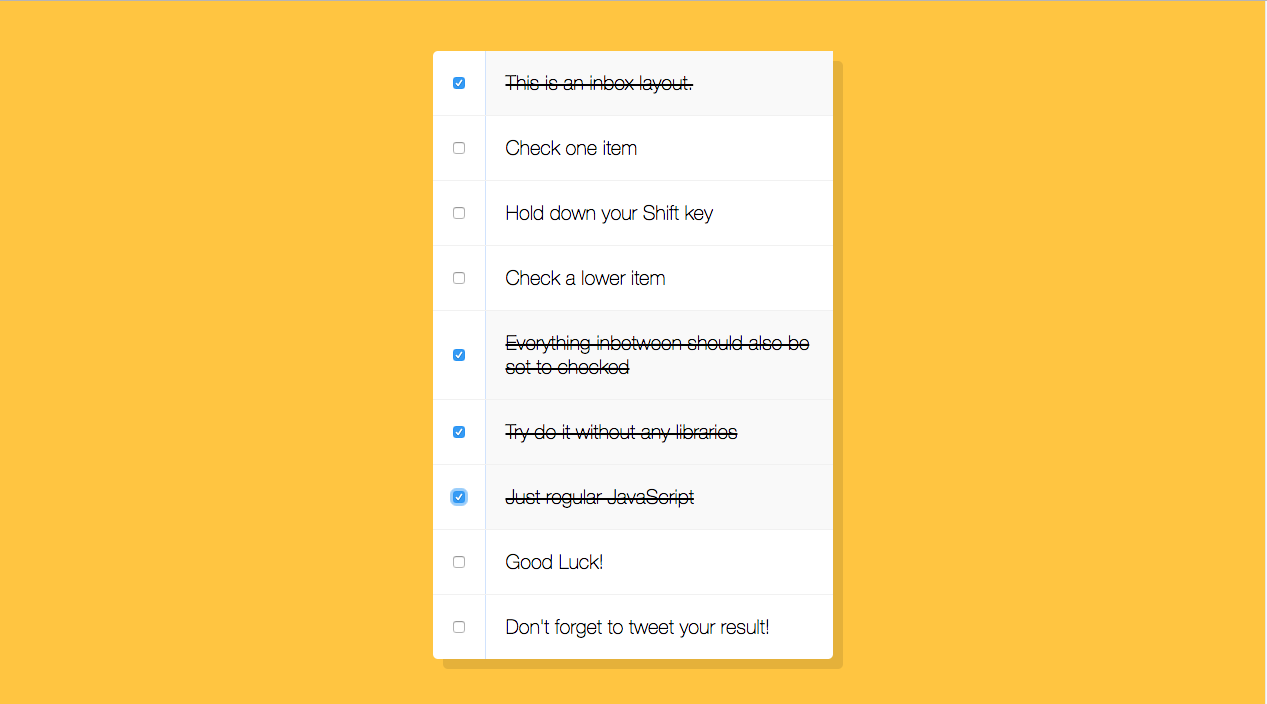 This is an inbox layout.
Check one item
Hold down your Shift key
Check a lower item
Everything inbetween should also be
set to checked
Try do it without any libraries
Just regular JavaScript
Good Luck!
Don't forget to tweet your result!